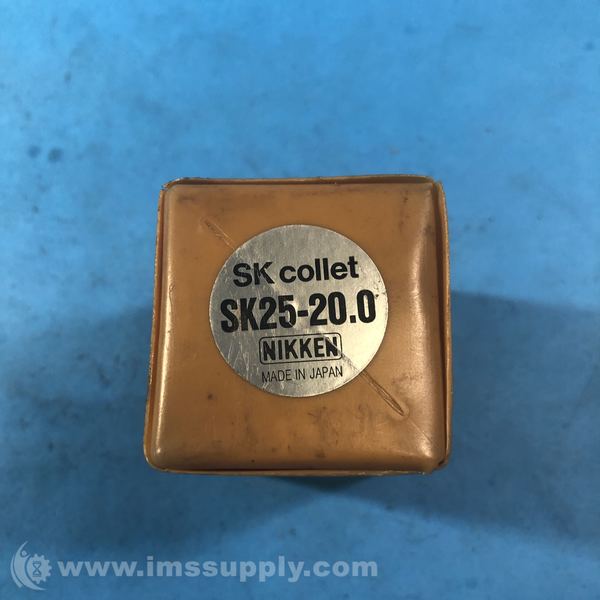 SK collet
SK25-20.0
NIKKEN
MADE IN JAPAN
www.imssupply.com